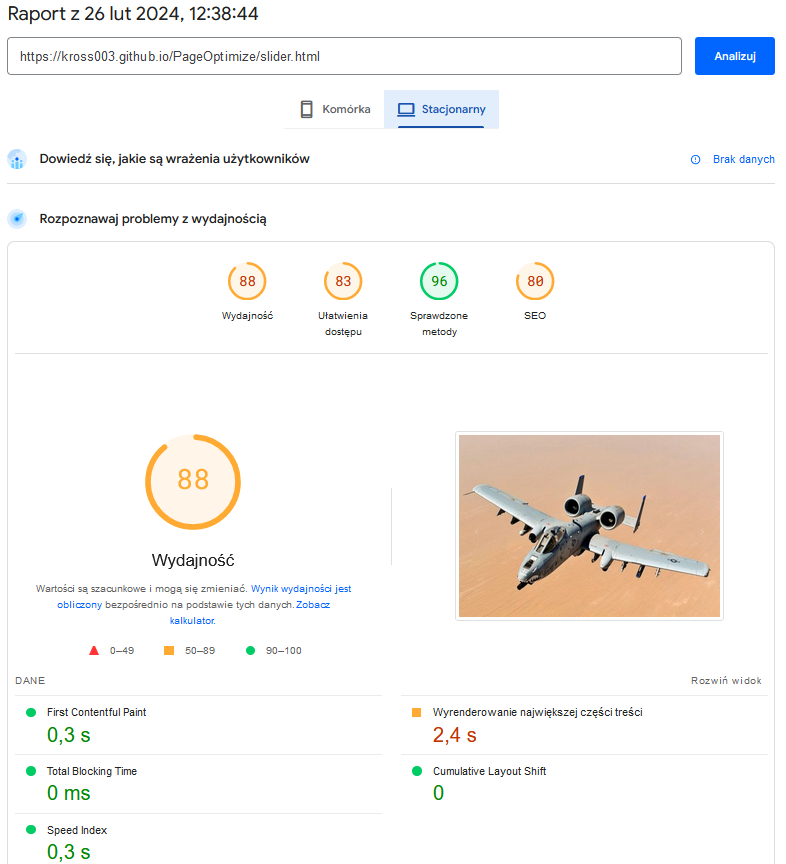 Raport z 26 lut 2024, 12:38:44
https://kross003.github.io/PageOptimize/slider.html
Analizuj
Komórka
Stacjonarny
Dowiedź się, jakie są wrażenia użytkowników
Brak danych
Rozpoznawaj problemy z wydajnością
88
83
96
80
Wydajność
Ułatwienia
dostępu
Sprawdzone
metody
SEO
88
Wydajność
Wartości są szacunkowe i mogą się zmieniać. Wynik wydajności jest
obliczony bezpośrednio na podstawie tych danych.Zobacz
kalkulator.
0–49
50–89
90–100
DANE
Rozwiń widok
First Contentful Paint
0,3 s
Wyrenderowanie największej części treści
2,4 s
Total Blocking Time
0 ms
Cumulative Layout Shift
0
Speed Index
0,3 s